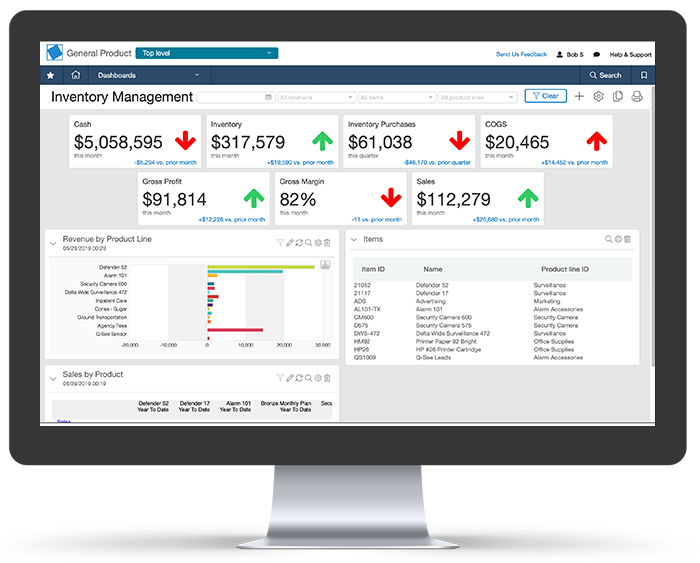 General Product Top level Send Us Feedback Bob S Help & Support
Dashboards Search
Inventory Management All locations All items All product lines Clear
Cash
$5,058,595
this month
-$5,294 vs. prior month
Inventory
$317,579
this month
+$19,590 vs. prior month
Inventory Purchases
$61,038
this quarter
-$46,170 vs. prior quarter
COGS
$20,465
this month
+$14,452 vs. prior month
Gross Profit
$91,814
this month
+$12,228 vs. prior month
Gross Margin
82%
this month
-11 vs. prior month
Sales
$112,279
this month
+$26,680 vs. prior month
Revenue by Product Line
05/29/2019 00:29
Defender 52
Alarm 101
Security Camera 600
Delta Wide Surveillance 472
Inpatient Care
Cones - Sugar
Ground Transportation
Agency Fees
Q-See Sensor
-20,000 -10,000 0 10,000 20,000 30,000
Items
Item ID Name Product line ID
21052 Defender 52 Surveillance
21117 Defender 17 Surveillance
ADS Advertising Marketing
AL101-TX Alarm 101 Alarm Accessories
CM600 Security Camera 600 Security Camera
D575 Security Camera 575 Security Camera
DWS-472 Delta Wide Surveillance 472 Surveillance
HM92 Printer Paper 92 Bright Office Supplies
HP26 HP #26 Printer Cartridge Office Supplies
QS1009 Q-See Leads Alarm Accessories
Sales by Product
05/29/2019 00:19
Defender 52 Defender 17 Alarm 101 Bronze Monthly Plan Secu
Year To Date Year To Date Year To Date Year To Date
Sales